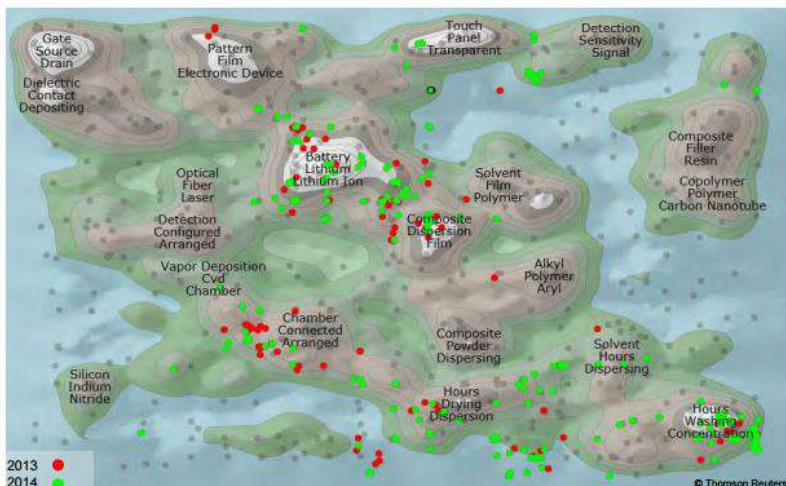 Gate
Source
Drain
Dielectric
Contact
Depositing
Pattern
Film
Electronic Device
Touch
Panel
Transparent
Detection
Sensitivity
Signal
Battery
Lithium
Lithium Ion
Solvent
Film
Polymer
Composite
Filler
Resin
Copolymer
Polymer
Carbon Nanotube
Optical
Fiber
Laser
Detection
Configured
Arranged
Composite
Dispersion
Film
Vapor Deposition
Cvd
Chamber
Alkyl
Polymer
Aryl
Chamber
Connected
Arranged
Composite
Powder
Dispersing
Solvent
Hours
Dispersing
Silicon
Indium
Nitride
Hours
Drying
Dispersion
Hours
Washing
Concentration
2013
2014
© Thomson Reuters